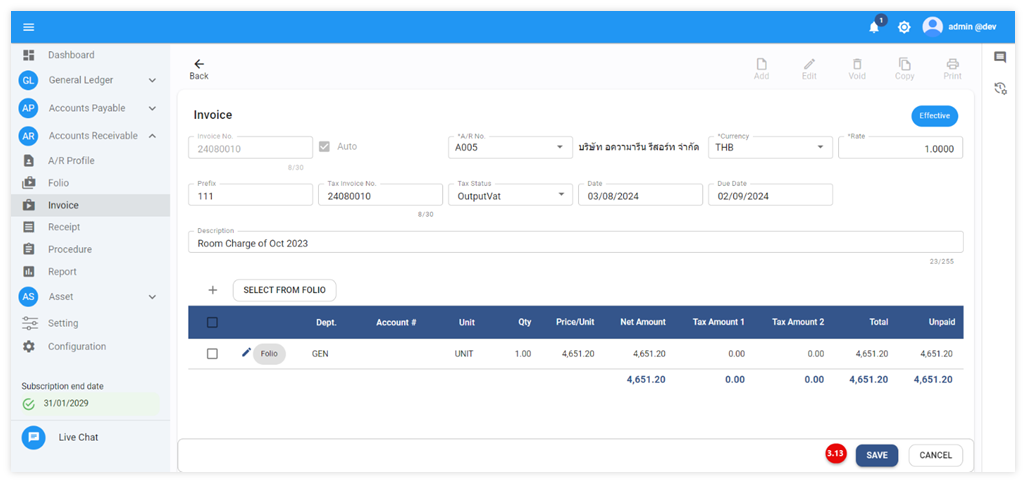 1
admin @dev
Dashboard
GL General Ledger
AP Accounts Payable
AR Accounts Receivable
A/R Profile
Folio
Invoice
Receipt
Procedure
Report
AS Asset
Setting
Configuration
Subscription end date
31/01/2029
Live Chat
Back
Add Edit Void Copy Print
Invoice
Effective
Invoice No.
24080010
8/30
Auto
*A/R No.
A005
บริษัท อความารีน รีสอร์ท จำกัด
*Currency
THB
*Rate
1.0000
Prefix
111
Tax Invoice No.
24080010
8/30
Tax Status
OutputVat
Date
03/08/2024
Due Date
02/09/2024
Description
Room Charge of Oct 2023
23/255
SELECT FROM FOLIO
Dept. Account # Unit Qty Price/Unit Net Amount Tax Amount 1 Tax Amount 2 Total Unpaid
Folio GEN UNIT 1.00 4,651.20 4,651.20 0.00 0.00 4,651.20 4,651.20
4,651.20 0.00 0.00 4,651.20 4,651.20
3.13
SAVE
CANCEL